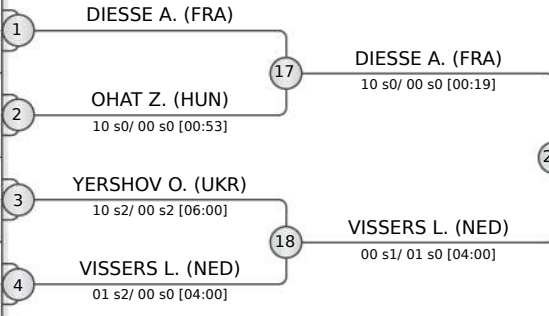 DIESSE A. (FRA)
1
17
DIESSE A. (FRA)
10 s0/ 00 s0 [00:19]
OHAT Z. (HUN)
2
10 s0/ 00 s0 [00:53]
YERSHOV O. (UKR)
3
10 s2/ 00 s2 [06:00]
18
VISSERS L. (NED)
00 s1/ 01 s0 [04:00]
VISSERS L. (NED)
4
01 s2/ 00 s0 [04:00]